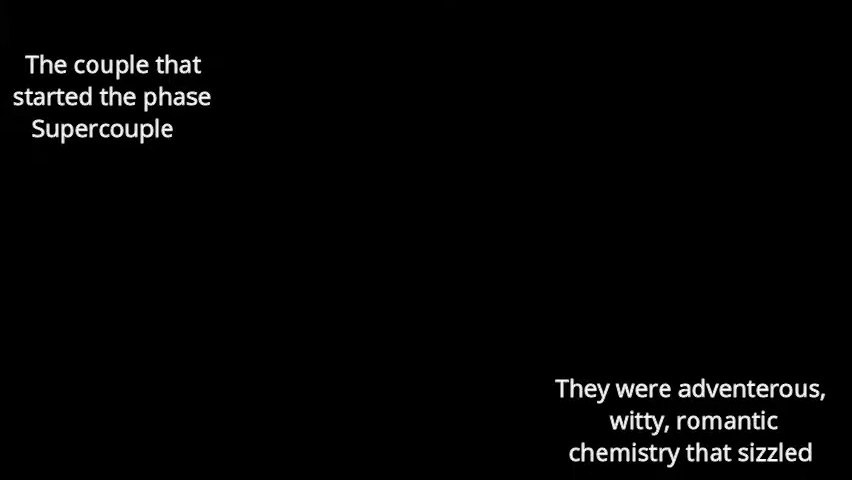 The couple that
started the phase
Supercouple
They were adventerous,
witty, romantic
chemistry that sizzled